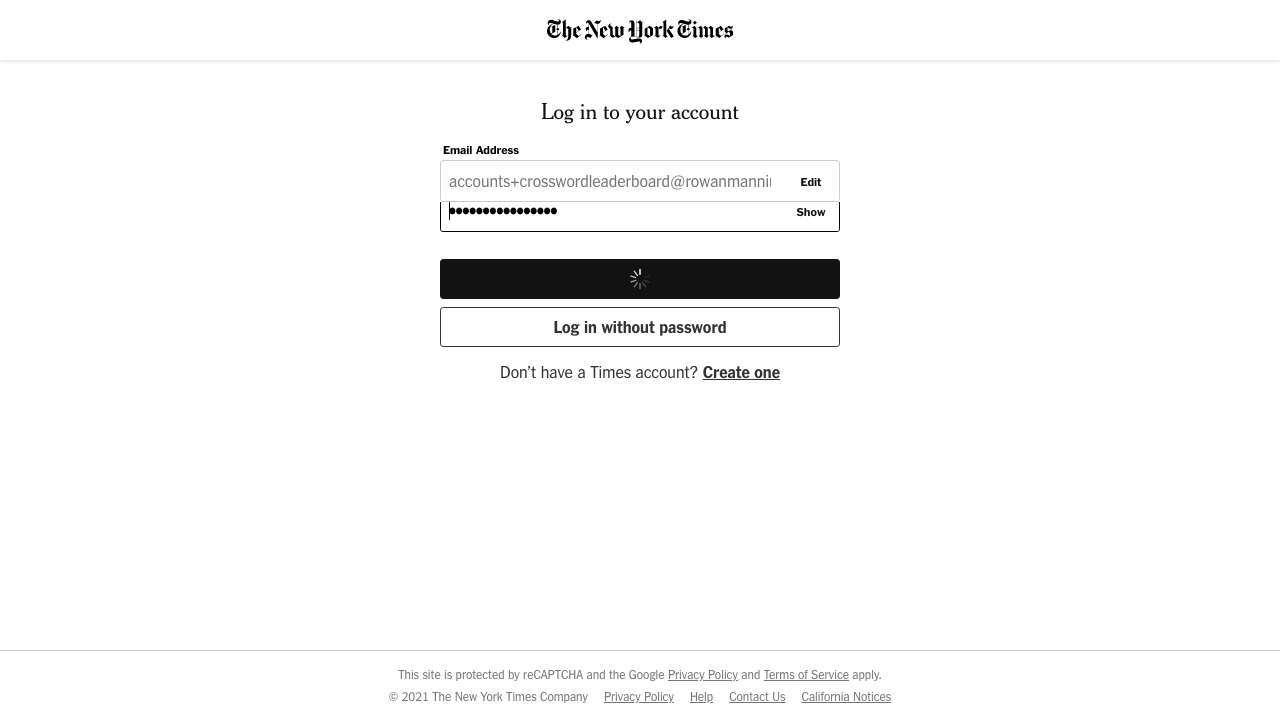 The New York Times
Log in to your account
Email Address
accounts+crosswordleaderboard@rowanmanni
Edit
••••••••••••••••
Show
Log in without password
Don't have a Times account? Create one
This site is protected by reCAPTCHA and the Google Privacy Policy and Terms of Service apply.
© 2021 The New York Times Company Privacy Policy Help Contact Us California Notices